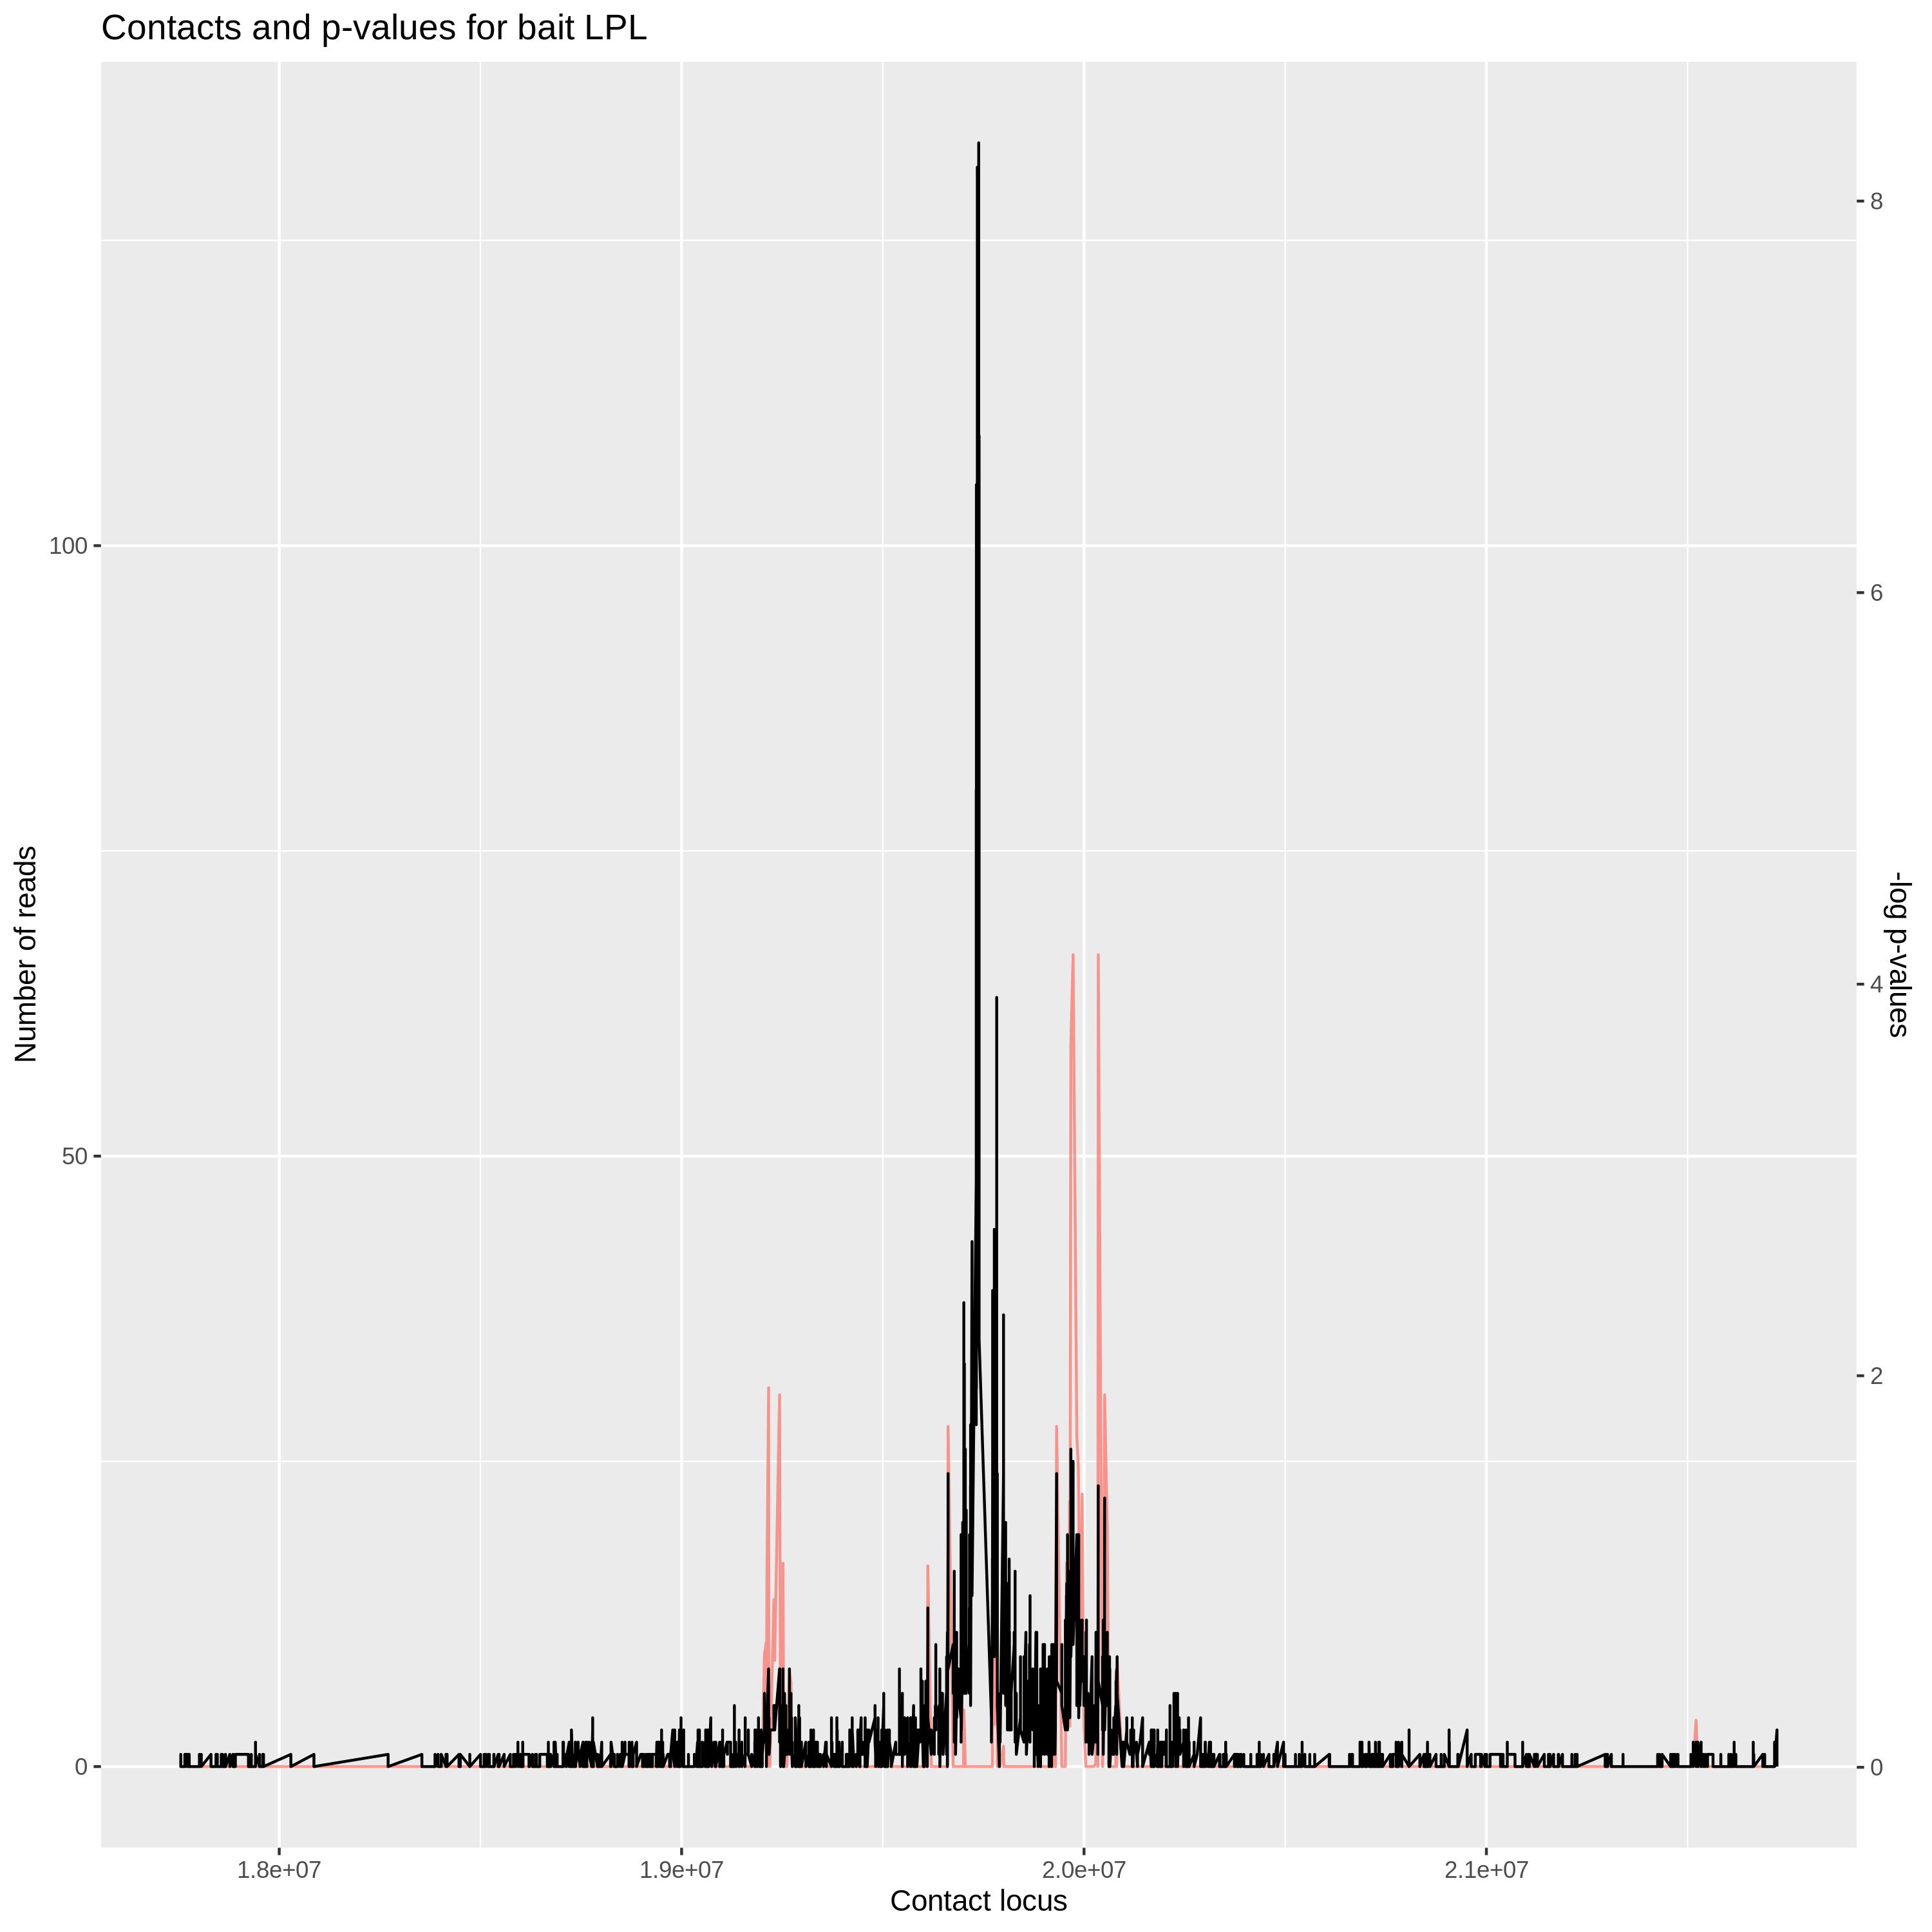 Contacts and p-values for bait LPL
Number of reads
100
50
0
8
6
4
2
0
-log p-values
1.8e+07
1.9e+07
2.0e+07
2.1e+07
Contact locus